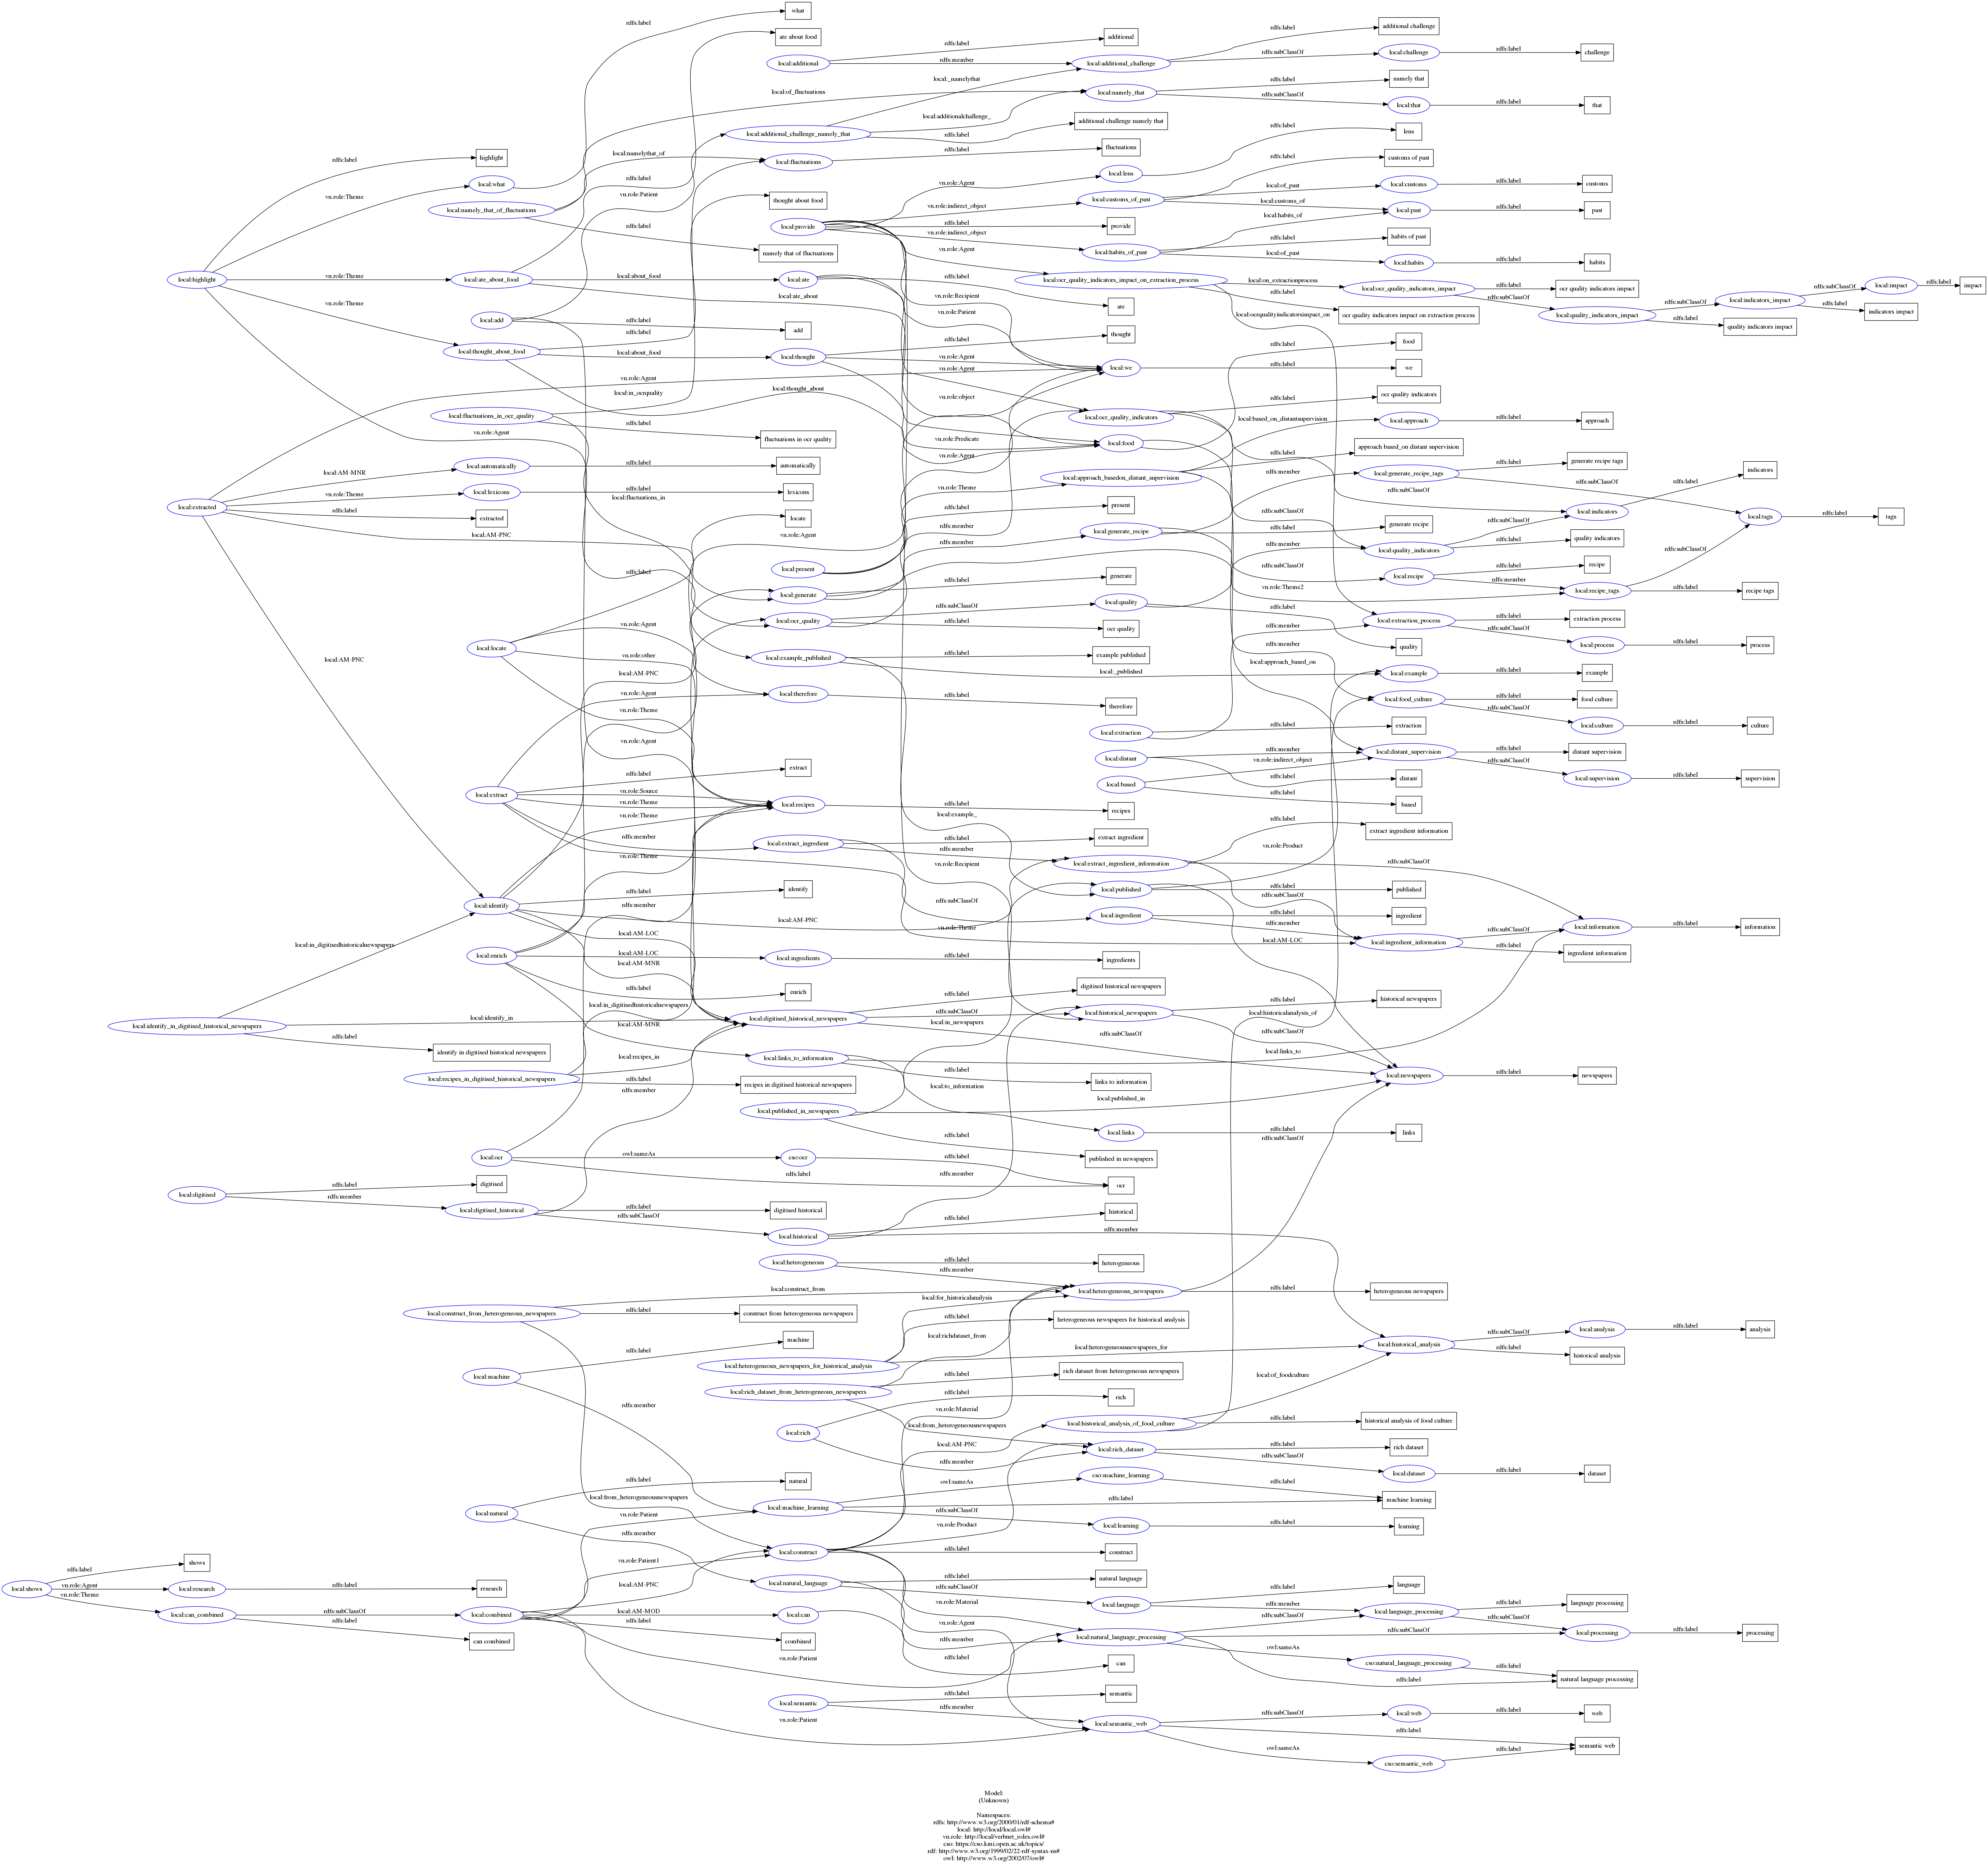 what
rdfs:label
ate about food
rdfs:label
additional challenge
local:additional
rdfs:label
additional
rdfs:member
local:additional_challenge
rdfs:subClassOf
local:challenge
rdfs:label
challenge
local:_namelythat
local:of_fluctuations
local:namely_that
rdfs:label
namely that
rdfs:subClassOf
local:that
rdfs:label
that
local:additionalchallenge_
local:additional_challenge_namely_that
rdfs:label
additional challenge namely that
rdfs:label
lens
local:namelythat_of
local:fluctuations
rdfs:label
fluctuations
rdfs:label
highlight
local:what
vn.role:Theme
rdfs:label
vn.role:Patient
local:namely_that_of_fluctuations
rdfs:label
namely that of fluctuations
thought about food
local:lens
vn.role:Agent
rdfs:label
customs of past
local:of_past
local:customs
rdfs:label
customs
local:customs_of_past
vn.role:indirect_object
local:customs_of
local:habits_of
local:past
rdfs:label
past
local:provide
rdfs:label
provide
vn.role:indirect_object
local:habits_of_past
rdfs:label
habits of past
local:of_past
local:habits
rdfs:label
habits
vn.role:Agent
local:highlight
vn.role:Theme
local:ate_about_food
local:about_food
local:ate
rdfs:label
ate
local:ate_about
local:ocr_quality_indicators_impact_on_extraction_process
local:on_extractionprocess
rdfs:label
local:ocr_quality_indicators_impact
rdfs:label
ocr quality indicators impact
rdfs:subClassOf
local:quality_indicators_impact
rdfs:subClassOf
local:indicators_impact
rdfs:subClassOf
local:impact
rdfs:label
impact
rdfs:label
indicators impact
rdfs:label
quality indicators impact
ocr quality indicators impact on extraction process
local:ocrqualityindicatorsimpact_on
vn.role:Theme
local:add
rdfs:label
add
rdfs:label
vn.role:Recipient
vn.role:Patient
local:thought_about_food
local:about_food
local:thought
rdfs:label
thought
vn.role:Agent
vn.role:Agent
local:we
rdfs:label
we
rdfs:label
food
vn.role:Agent
local:in_ocrquality
local:thought_about
vn.role:object
local:fluctuations_in_ocr_quality
rdfs:label
fluctuations in ocr quality
vn.role:Agent
local:ocr_quality_indicators
rdfs:label
ocr quality indicators
local:based_on_distantsupervision
local:approach
rdfs:label
approach
local:food
vn.role:Predicate
vn.role:Agent
rdfs:label
approach based_on distant supervision
local:AM-MNR
local:automatically
rdfs:label
automatically
vn.role:Theme
local:lexicons
rdfs:label
lexicons
local:extracted
rdfs:label
extracted
local:AM-PNC
local:fluctuations_in
vn.role:Theme
local:approach_basedon_distant_supervision
rdfs:member
local:generate_recipe_tags
rdfs:label
generate recipe tags
rdfs:subClassOf
rdfs:subClassOf
local:indicators
rdfs:label
indicators
local:tags
rdfs:label
tags
locate
rdfs:label
present
vn.role:Agent
rdfs:member
local:generate_recipe
rdfs:label
generate recipe
rdfs:subClassOf
rdfs:member
local:quality_indicators
rdfs:subClassOf
rdfs:label
quality indicators
rdfs:subClassOf
local:present
rdfs:label
rdfs:member
local:generate
rdfs:label
generate
rdfs:subClassOf
local:recipe
rdfs:label
recipe
rdfs:member
local:recipe_tags
rdfs:label
recipe tags
vn.role:Theme2
rdfs:subClassOf
local:quality
rdfs:label
local:ocr_quality
rdfs:label
ocr quality
rdfs:member
local:extraction_process
rdfs:label
extraction process
rdfs:subClassOf
local:process
rdfs:label
process
rdfs:member
quality
vn.role:Agent
local:locate
vn.role:other
local:AM-PNC
local:example_published
rdfs:label
example published
local:_published
local:approach_based_on
local:example
rdfs:label
example
vn.role:Agent
local:therefore
rdfs:label
therefore
vn.role:Theme
local:food_culture
rdfs:label
food culture
rdfs:subClassOf
local:culture
rdfs:label
culture
local:extraction
rdfs:label
extraction
vn.role:Agent
local:distant
rdfs:member
local:distant_supervision
rdfs:label
distant supervision
vn.role:indirect_object
rdfs:subClassOf
local:supervision
rdfs:label
supervision
rdfs:label
distant
local:based
rdfs:label
based
local:AM-PNC
rdfs:label
extract
local:extract
vn.role:Source
vn.role:Theme
local:recipes
rdfs:label
recipes
vn.role:Theme
rdfs:member
local:example_
local:extract_ingredient
rdfs:label
extract ingredient
rdfs:member
rdfs:label
extract ingredient information
vn.role:Theme
vn.role:Recipient
local:extract_ingredient_information
vn.role:Product
rdfs:subClassOf
rdfs:label
identify
local:published
rdfs:label
published
rdfs:subClassOf
rdfs:subClassOf
local:identify
rdfs:member
local:AM-PNC
local:ingredient
rdfs:label
ingredient
rdfs:member
vn.role:Theme
local:AM-LOC
local:information
rdfs:label
information
local:AM-LOC
local:in_digitisedhistoricalnewspapers
local:ingredient_information
rdfs:subClassOf
rdfs:label
ingredient information
local:enrich
local:AM-LOC
local:AM-MNR
local:ingredients
rdfs:label
ingredients
rdfs:label
enrich
rdfs:label
digitised historical newspapers
local:in_digitisedhistoricalnewspapers
local:identify_in_digitised_historical_newspapers
local:identify_in
local:digitised_historical_newspapers
rdfs:subClassOf
local:historical_newspapers
rdfs:label
historical newspapers
local:in_newspapers
local:historicalanalysis_of
local:AM-MNR
rdfs:subClassOf
rdfs:subClassOf
rdfs:label
identify in digitised historical newspapers
local:recipes_in
local:links_to_information
local:links_to
rdfs:label
links to information
local:newspapers
rdfs:label
newspapers
local:recipes_in_digitised_historical_newspapers
rdfs:label
recipes in digitised historical newspapers
rdfs:member
local:to_information
local:published_in
local:published_in_newspapers
rdfs:label
published in newspapers
local:links
rdfs:label
links
rdfs:subClassOf
local:ocr
owl:sameAs
cso:ocr
rdfs:label
rdfs:label
ocr
rdfs:member
local:digitised
rdfs:label
digitised
rdfs:member
local:digitised_historical
rdfs:label
digitised historical
rdfs:subClassOf
local:historical
rdfs:label
historical
rdfs:member
local:heterogeneous
rdfs:label
heterogeneous
rdfs:member
local:construct_from
local:heterogeneous_newspapers
rdfs:label
heterogeneous newspapers
local:for_historicalanalysis
local:construct_from_heterogeneous_newspapers
rdfs:label
construct from heterogeneous newspapers
rdfs:label
heterogeneous newspapers for historical analysis
local:richdataset_from
machine
rdfs:label
local:heterogeneousnewspapers_for
local:historical_analysis
rdfs:subClassOf
local:analysis
rdfs:label
analysis
rdfs:label
historical analysis
local:heterogeneous_newspapers_for_historical_analysis
local:machine
rdfs:label
rich dataset from heterogeneous newspapers
local:of_foodculture
local:rich_dataset_from_heterogeneous_newspapers
rdfs:label
rich
rdfs:member
vn.role:Material
local:from_heterogeneousnewspapers
local:historical_analysis_of_food_culture
rdfs:label
historical analysis of food culture
local:rich
local:AM-PNC
local:rich_dataset
rdfs:label
rich dataset
rdfs:subClassOf
local:dataset
rdfs:label
dataset
rdfs:member
rdfs:label
natural
owl:sameAs
cso:machine_learning
rdfs:label
local:from_heterogeneousnewspapers
local:machine_learning
rdfs:label
machine learning
rdfs:subClassOf
local:learning
rdfs:label
learning
local:natural
vn.role:Patient
rdfs:member
vn.role:Product
local:construct
rdfs:label
construct
vn.role:Patient1
shows
rdfs:label
local:shows
vn.role:Agent
local:research
rdfs:label
research
vn.role:Theme
local:AM-PNC
local:natural_language
rdfs:label
natural language
rdfs:subClassOf
local:language
rdfs:label
language
rdfs:member
vn.role:Material
local:can_combined
rdfs:subClassOf
local:combined
local:AM-MOD
local:can
rdfs:label
can combined
rdfs:label
combined
local:language_processing
rdfs:label
language processing
rdfs:subClassOf
rdfs:subClassOf
vn.role:Agent
rdfs:member
local:natural_language_processing
rdfs:subClassOf
local:processing
rdfs:label
processing
owl:sameAs
cso:natural_language_processing
rdfs:label
rdfs:label
natural language processing
vn.role:Patient
rdfs:label
can
local:semantic
rdfs:label
semantic
rdfs:member
vn.role:Patient
local:semantic_web
rdfs:subClassOf
local:web
rdfs:label
web
rdfs:label
semantic web
owl:sameAs
cso:semantic_web
rdfs:label
Model:
(Unknown)
Namespaces:
rdfs: http://www.w3.org/2000/01/rdf-schema#
local: http://local/local.owl#
vn.role: http://local/verbnet_roles.owl#
cso: https://cso.kmi.open.ac.uk/topics/
rdf: http://www.w3.org/1999/02/22-rdf-syntax-ns#
owl: http://www.w3.org/2002/07/owl#